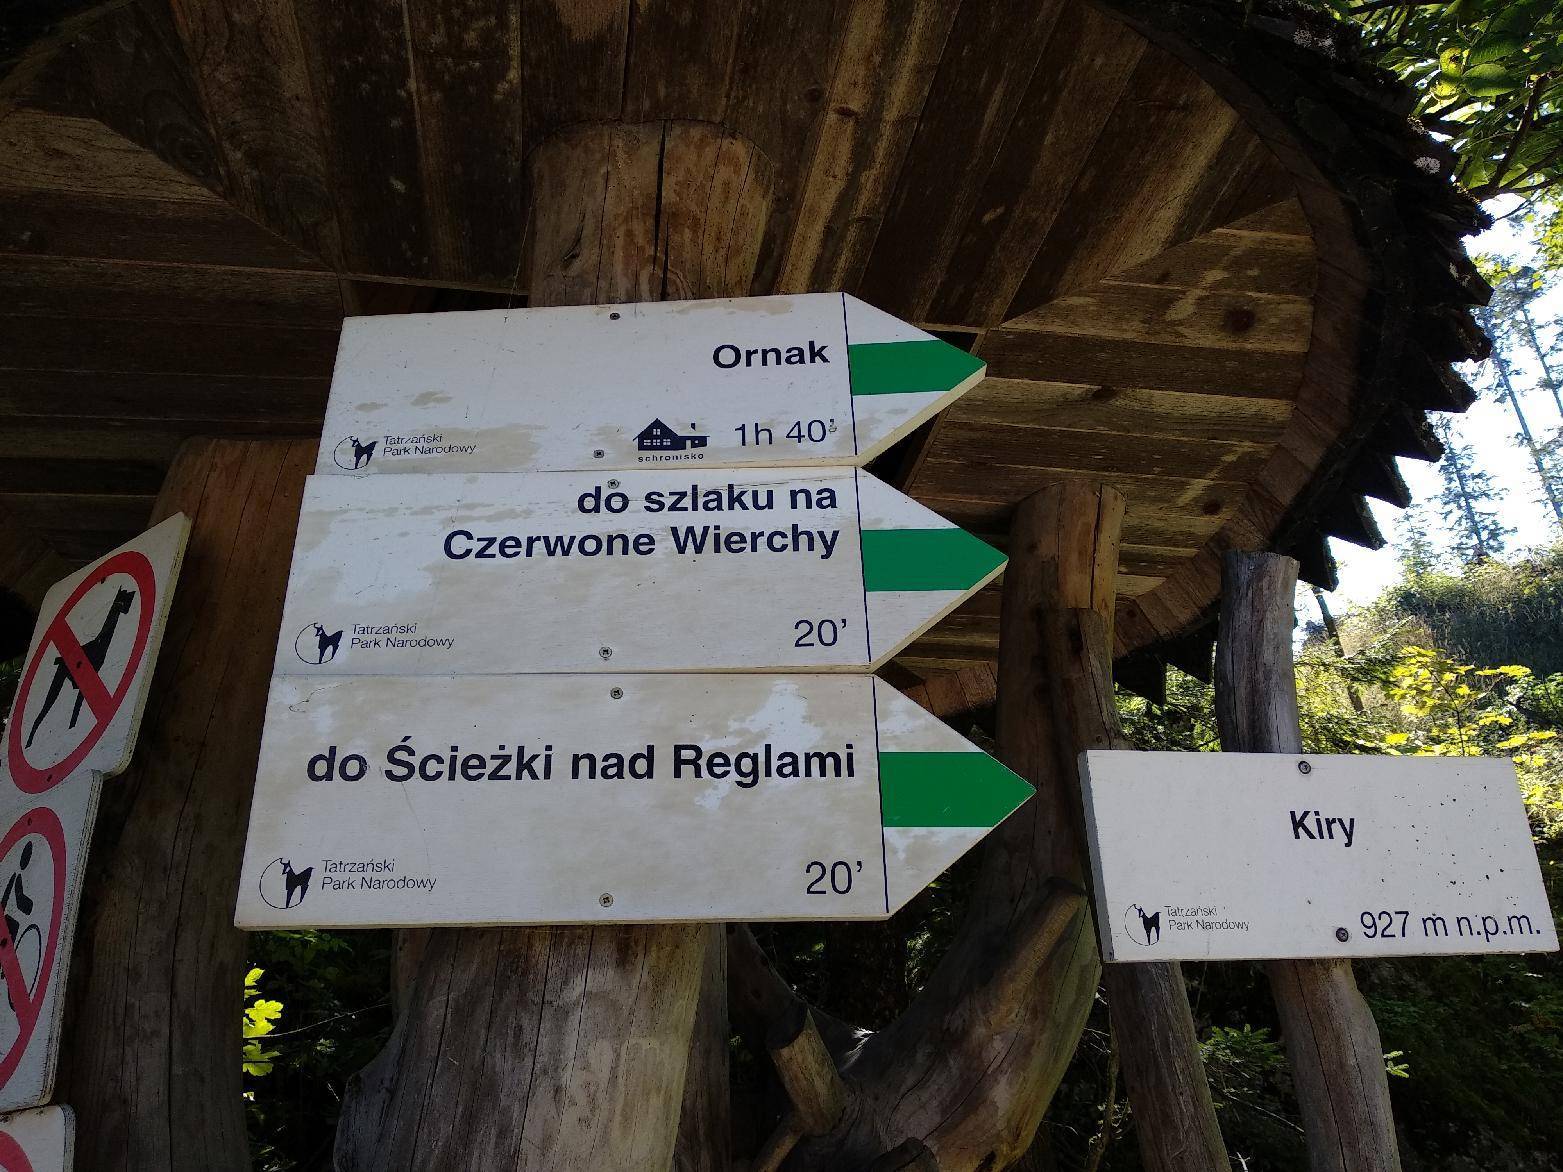 Ornak
schronisko
1h 40'
Tatrzański
Park Narodowy
do szlaku na
Czerwone Wierchy
20'
Tatrzański
Park Narodowy
do Ścieżki nad Reglami
20'
Tatrzański
Park Narodowy
Kiry
Tatrzański
Park Narodowy
927 m n.p.m.